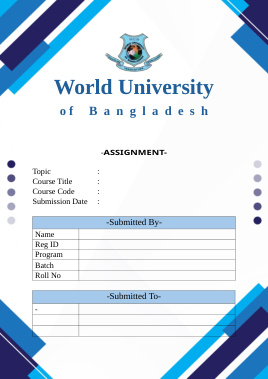 World University
of Bangladesh
-ASSIGNMENT-
Topic :
Course Title :
Course Code :
Submission Date :
-Submitted By-
Name
Reg ID
Program
Batch
Roll No
-Submitted To-
-